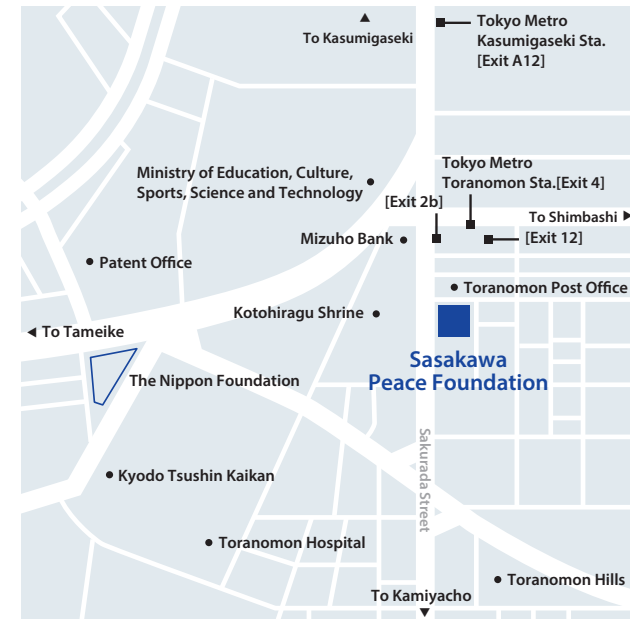 To Kasumigaseki
Tokyo Metro
Kasumigaseki Sta.
[Exit A12]
Ministry of Education, Culture,
Sports, Science and Technology
Tokyo Metro
Toranomon Sta.[Exit 4]
[Exit 2b]
To Shimbashi
Mizuho Bank
[Exit 12]
Patent Office
Toranomon Post Office
Kotohiragu Shrine
To Tameike
Sasakawa
Peace Foundation
The Nippon Foundation
Sakurada Street
Kyodo Tsushin Kaikan
Toranomon Hospital
Toranomon Hills
To Kamiyacho